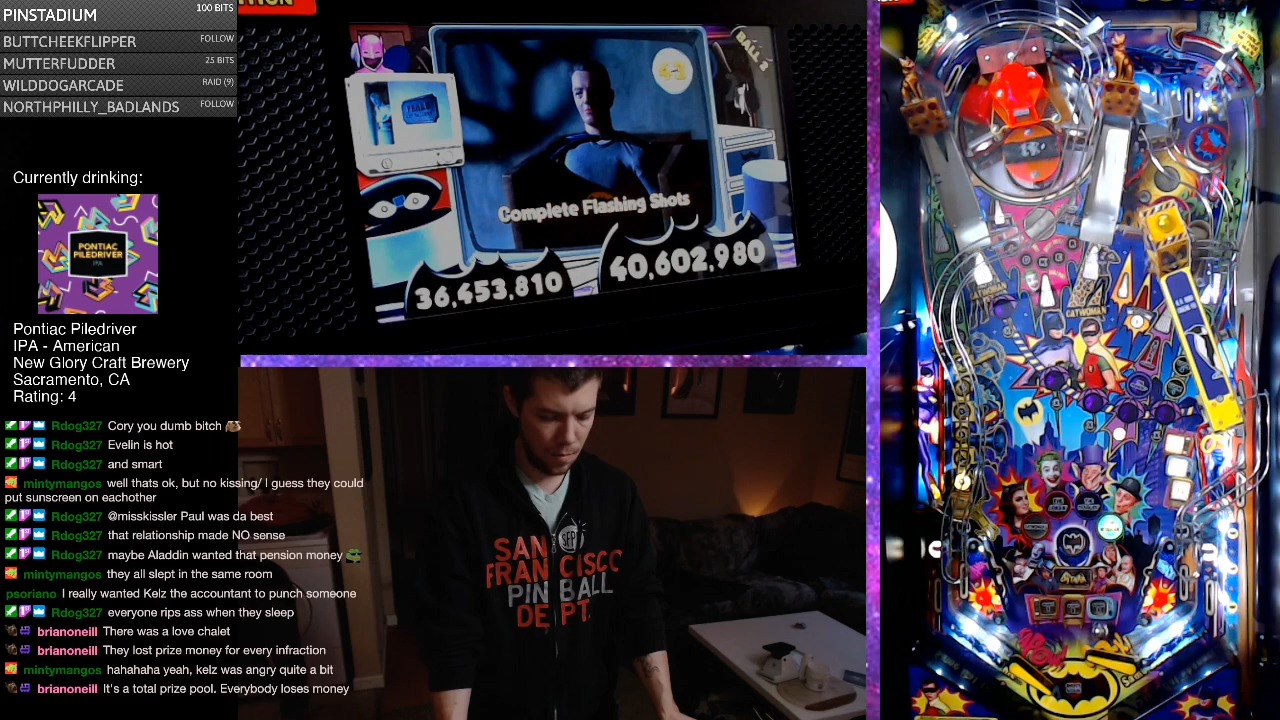 PINSTADIUM 100 BITS
BUTTCHEEKFLIPPER FOLLOW
MUTTERFUDDER 25 BITS
WILDDOGARCADE RAID (9)
NORTHPHILLY_BADLANDS FOLLOW
Currently drinking:
PONTIAC
PILEDRIVER
IPA
Pontiac Piledriver
IPA - American
New Glory Craft Brewery
Sacramento, CA
Rating: 4
Rdog327 Cory you dumb bitch
Rdog327 Evelin is hot
Rdog327 and smart
mintymangos well thats ok, but no kissing/ I guess they could
put sunscreen on eachother
Rdog327 @misskissler Paul was da best
Rdog327 that relationship made NO sense
Rdog327 maybe Aladdin wanted that pension money
mintymangos they all slept in the same room
psoriano I really wanted Kelz the accountant to punch someone
Rdog327 everyone rips ass when they sleep
brianoneill There was a love chalet
brianoneill They lost prize money for every infraction
mintymangos hahahaha yeah, kelz was angry quite a bit
brianoneill It's a total prize pool. Everybody loses money
BALL 2
Complete Flashing Shots
36,453,810
40,602,980
SAN
FRANCISCO
PINBALL
DEPT.
SFP
CATWOMAN
CATWOMAN
BATMAN